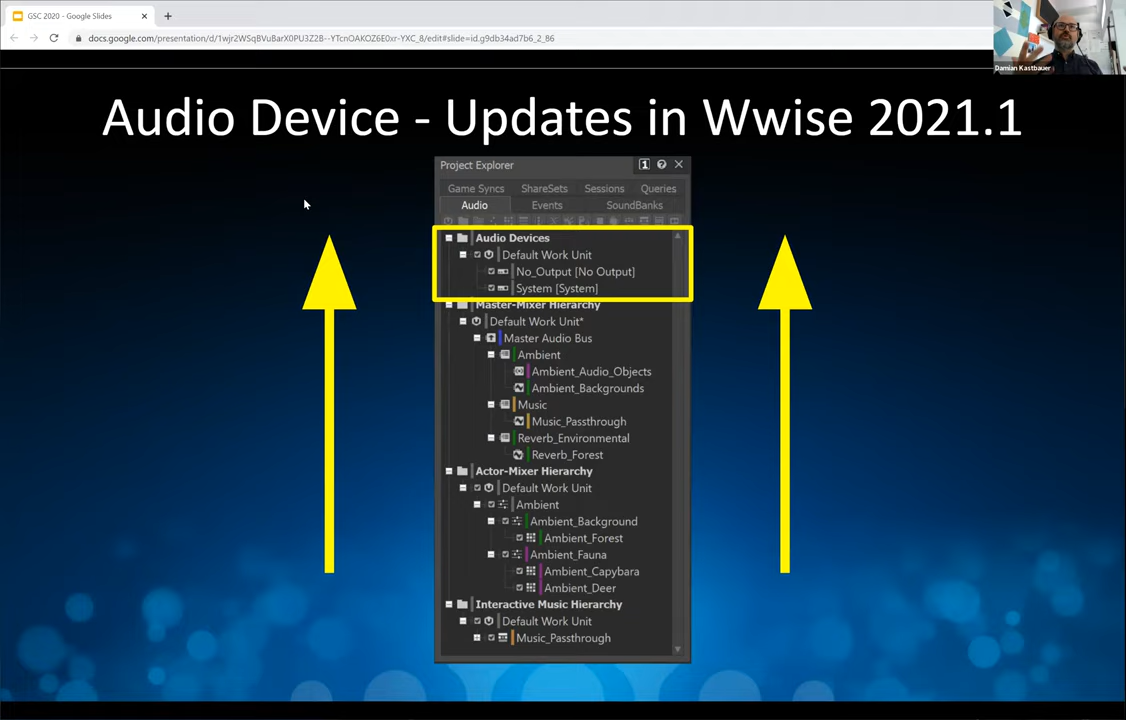 GSC 2020 - Google Slides
docs.google.com/presentation/d/1wjr2WSqBVuBarX0PU3Z2B--YTcnOAKOZ6E0xr-YXC_8/edit#slide=id.g9db34ad7b6_2_86
Damian Kastbauer
Audio Device - Updates in Wwise 2021.1
Project Explorer
1
Game Syncs ShareSets Sessions Queries
Audio Events SoundBanks
Audio Devices
Default Work Unit
No_Output [No Output]
System [System]
Master-Mixer Hierarchy
Default Work Unit*
Master Audio Bus
Ambient
Ambient_Audio_Objects
Ambient_Backgrounds
Music
Music_Passthrough
Reverb_Environmental
Reverb_Forest
Actor-Mixer Hierarchy
Default Work Unit
Ambient
Ambient_Background
Ambient_Forest
Ambient_Fauna
Ambient_Capybara
Ambient_Deer
Interactive Music Hierarchy
Default Work Unit
Music_Passthrough